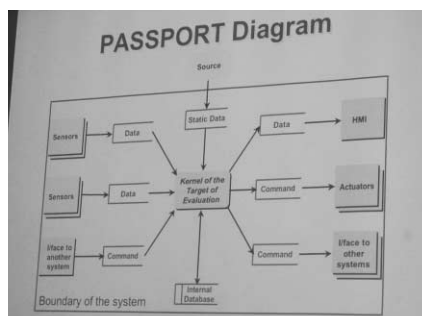 PASSPORT Diagram
Source
Sensors
Data
Static Data
Data
HMI
Sensors
Data
Kernel of the
Target of
Evaluation
Command
Actuators
I/face to
another
system
Command
Command
I/face to
other
systems
Internal
Database
Boundary of the system